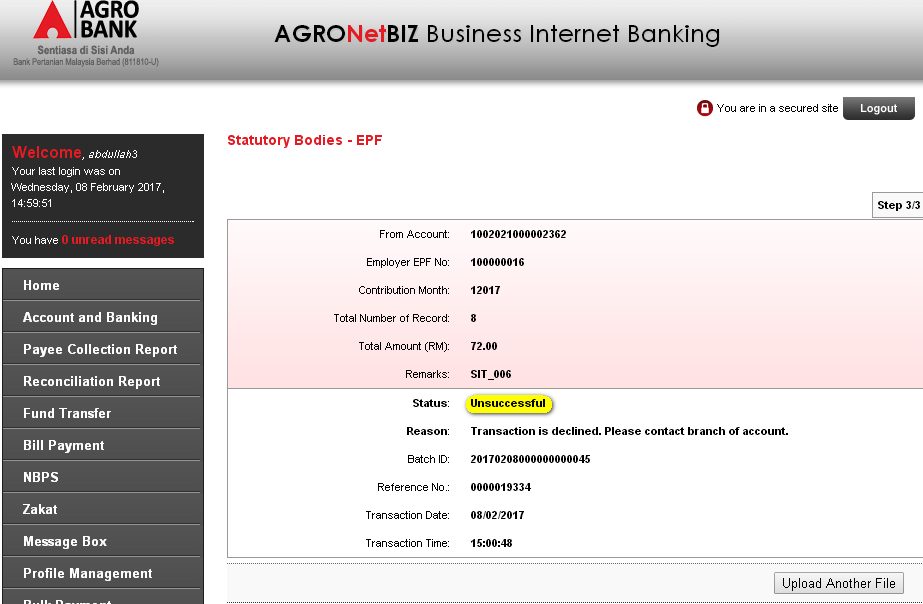 AGRO
BANK
Sentiasa di Sisi Anda
Bank Pertanian Malaysia Berhad (811810-U)
AGRONetBIZ Business Internet Banking
You are in a secured site
Logout
Welcome, abdullah3
Your last login was on
Wednesday, 08 February 2017,
14:59:51
You have 0 unread messages
Home
Account and Banking
Payee Collection Report
Reconciliation Report
Fund Transfer
Bill Payment
NBPS
Zakat
Message Box
Profile Management
Bulk Payment
Statutory Bodies - EPF
Step 3/3
From Account: 1002021000002362
Employer EPF No: 100000016
Contribution Month: 12017
Total Number of Record: 8
Total Amount (RM): 72.00
Remarks: SIT_006
Status: Unsuccessful
Reason: Transaction is declined. Please contact branch of account.
Batch ID: 20170208000000000045
Reference No.: 0000019334
Transaction Date: 08/02/2017
Transaction Time: 15:00:48
Upload Another File